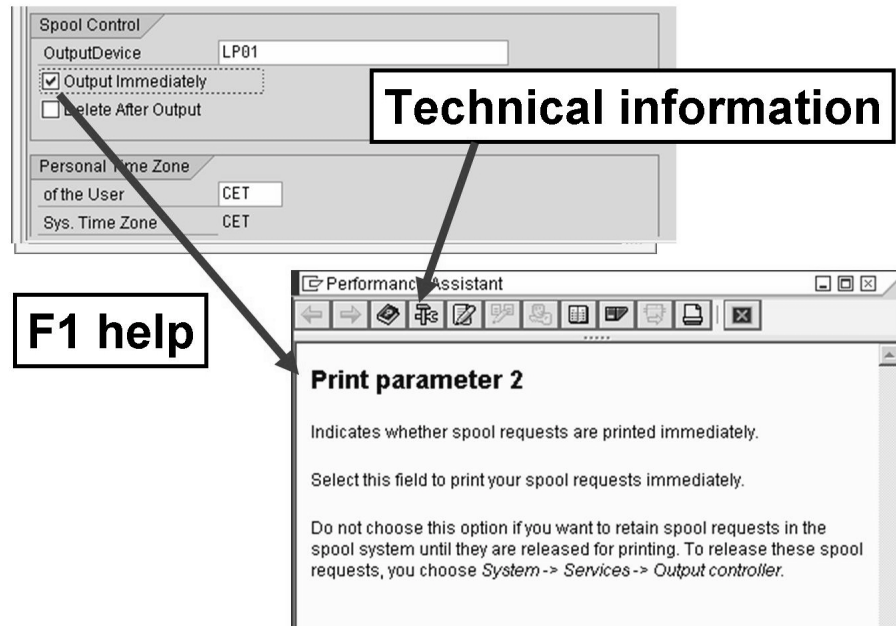 Spool Control
OutputDevice LP01
Output Immediately
Delete After Output
Technical information
Personal Time Zone
of the User CET
Sys. Time Zone CET
Performance Assistant
F1 help
Print parameter 2
Indicates whether spool requests are printed immediately.
Select this field to print your spool requests immediately.
Do not choose this option if you want to retain spool requests in the
spool system until they are released for printing. To release these spool
requests, you choose System -> Services -> Output controller.